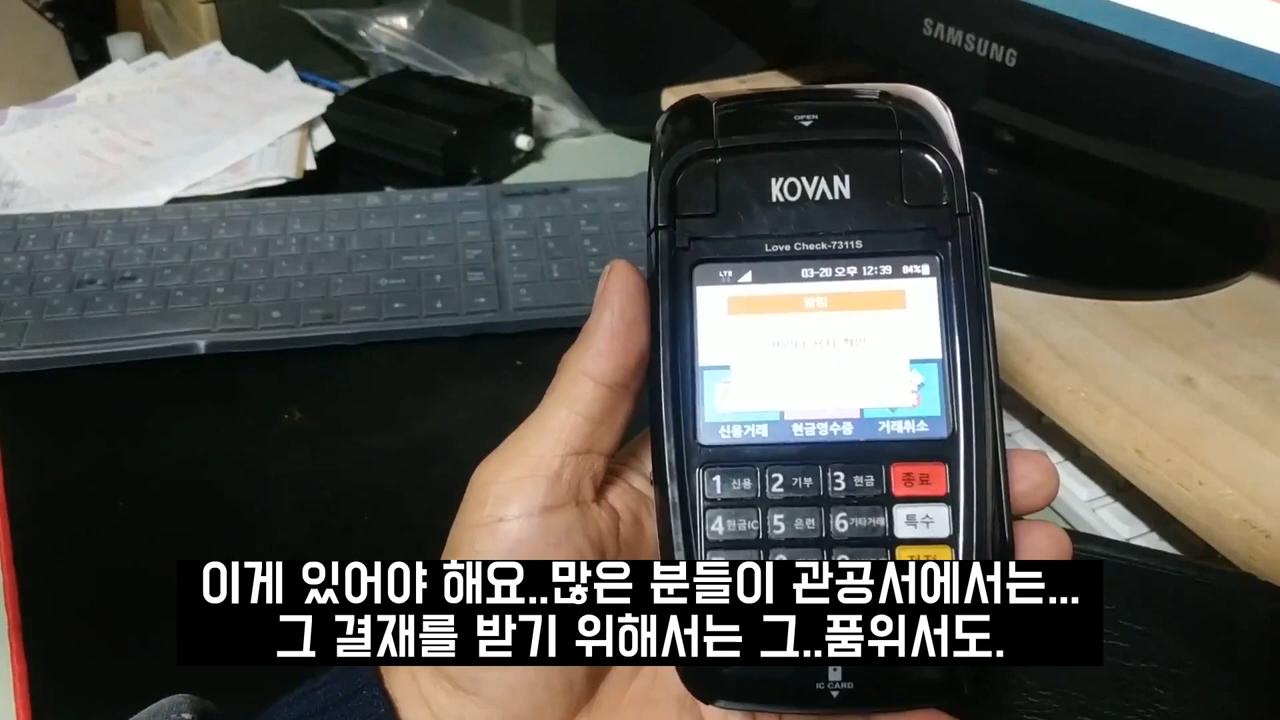 SAMSUNG
OPEN
KOVAN
Love Check-7311S
LTE 03-20 오후 12:39 84%
알림
신용거래 현금영수증 거래취소
1 신용 2 기부 3 현금 종료
4 현금IC 5 은련 6 기타거래 특수
이게 있어야 해요..많은 분들이 관공서에서는...
그 결재를 받기 위해서는 그..품위서도.
IC CARD